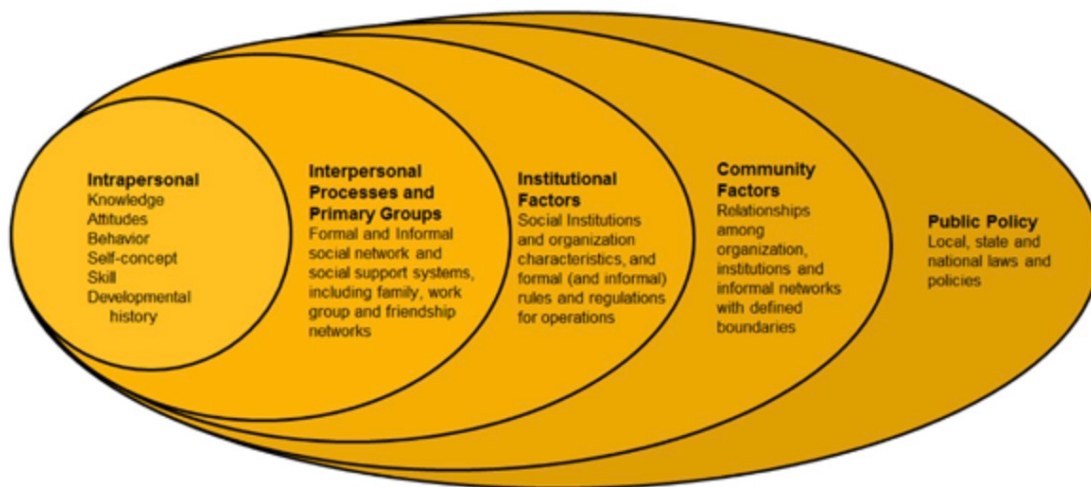 Intrapersonal
Knowledge
Attitudes
Behavior
Self-concept
Skill
Developmental
history
Interpersonal
Processes and
Primary Groups
Formal and Informal
social network and
social support systems,
including family, work
group and friendship
networks
Institutional
Factors
Social Institutions
and organization
characteristics, and
formal (and informal)
rules and regulations
for operations
Community
Factors
Relationships
among
organization,
institutions and
informal networks
with defined
boundaries
Public Policy
Local, state and
national laws and
policies